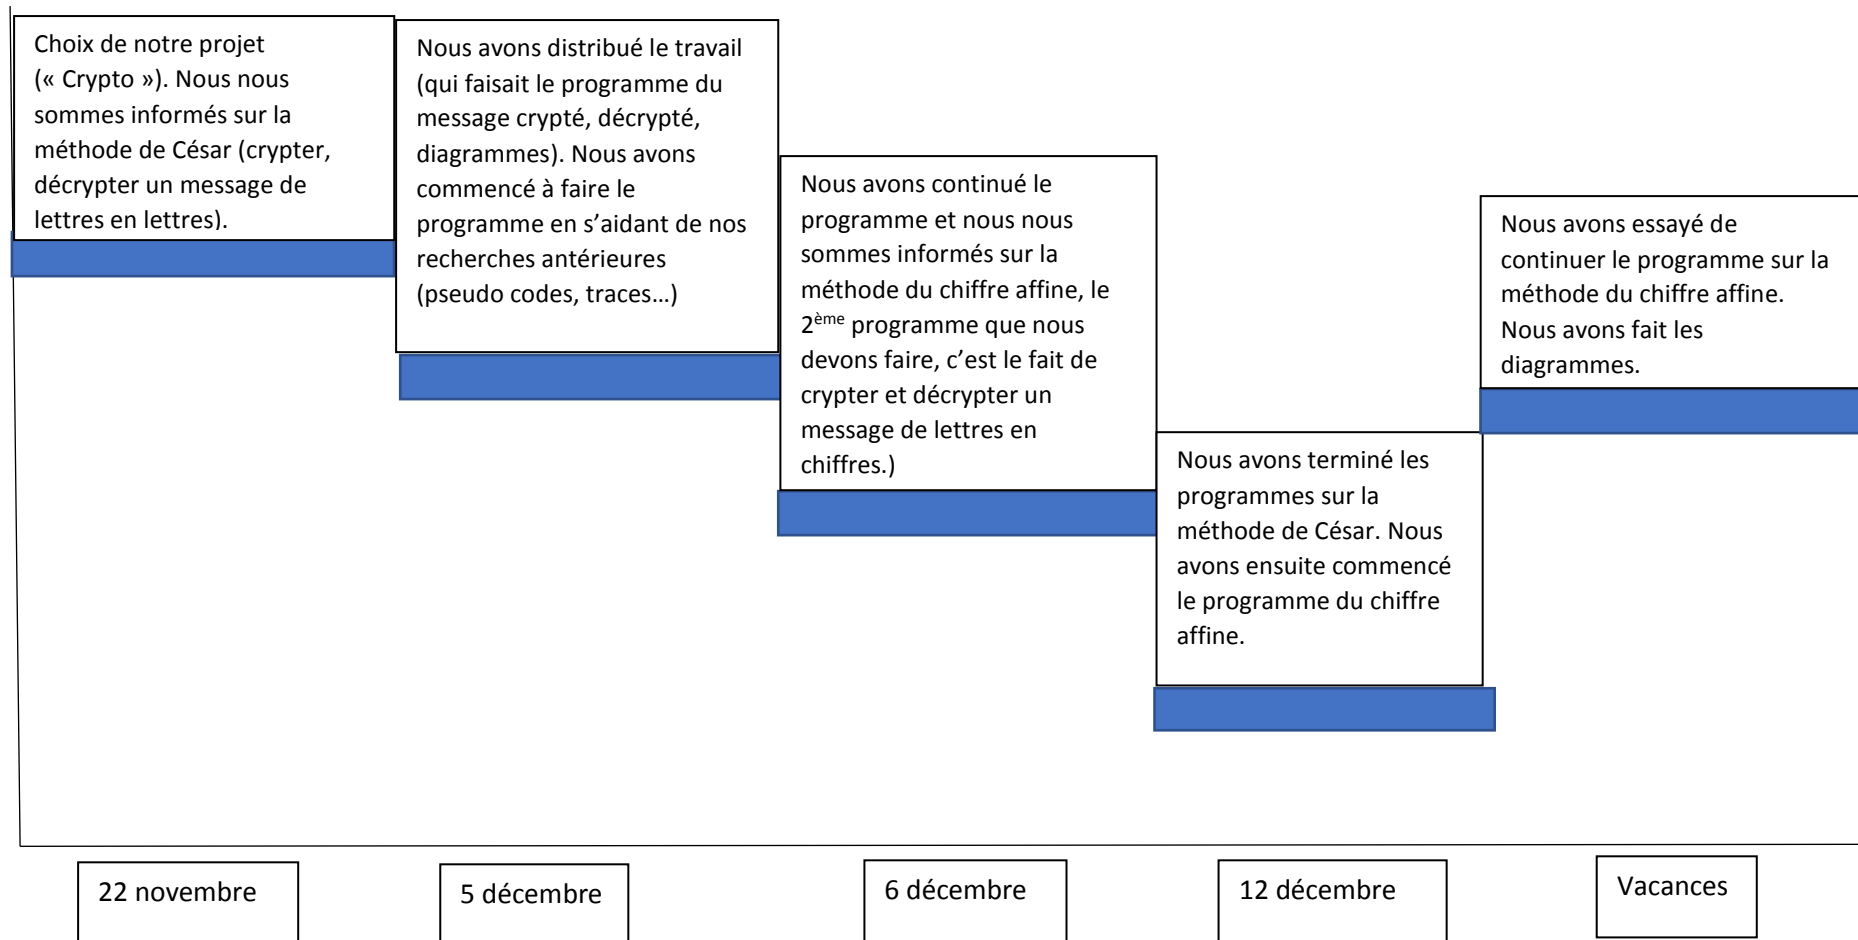 Choix de notre projet
(« Crypto »). Nous nous
sommes informés sur la
méthode de César (crypter,
décrypter un message de
lettres en lettres).
Nous avons distribué le travail
(qui faisait le programme du
message crypté, décrypté,
diagrammes). Nous avons
commencé à faire le
programme en s’aidant de nos
recherches antérieures
(pseudo codes, traces…)
Nous avons continué le
programme et nous nous
sommes informés sur la
méthode du chiffre affine, le
2ème programme que nous
devons faire, c’est le fait de
crypter et décrypter un
message de lettres en
chiffres.)
Nous avons terminé les
programmes sur la
méthode de César. Nous
avons ensuite commencé
le programme du chiffre
affine.
Nous avons essayé de
continuer le programme sur la
méthode du chiffre affine.
Nous avons fait les
diagrammes.
22 novembre
5 décembre
6 décembre
12 décembre
Vacances